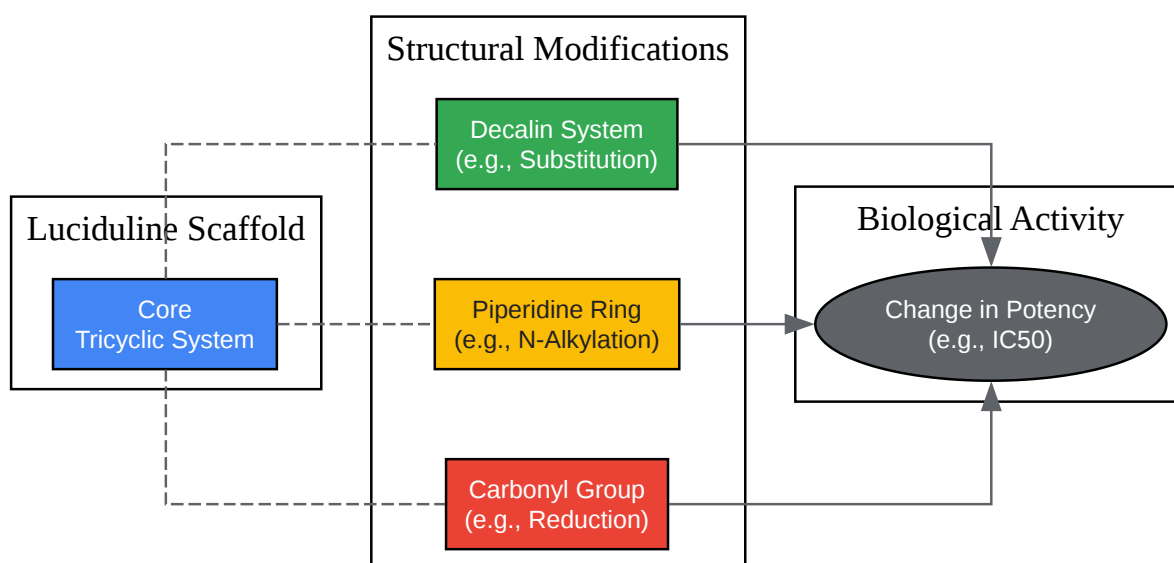 Structural Modifications
Decalin System
(e.g., Substitution)
Luciduline Scaffold
Biological Activity
Core
Tricyclic System
Piperidine Ring
(e.g., N-Alkylation)
Change in Potency
(e.g., IC50)
Carbonyl Group
(e.g., Reduction)